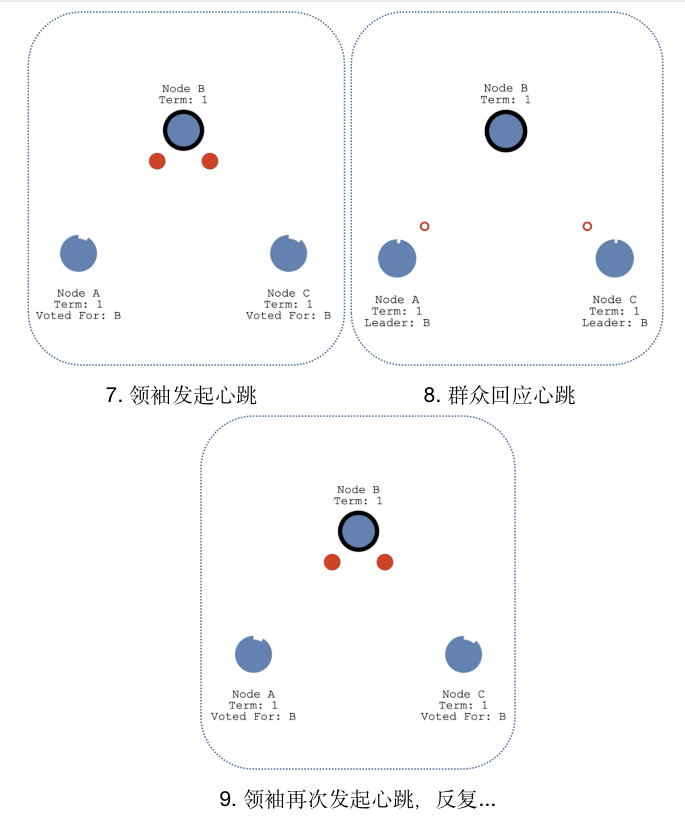 Node B
Term: 1
Node A
Term: 1
Voted For: B
Node C
Term: 1
Voted For: B
7. 领袖发起心跳
Node B
Term: 1
Node A
Term: 1
Leader: B
Node C
Term: 1
Leader: B
8. 群众回应心跳
Node B
Term: 1
Node A
Term: 1
Voted For: B
Node C
Term: 1
Voted For: B
9. 领袖再次发起心跳，反复...